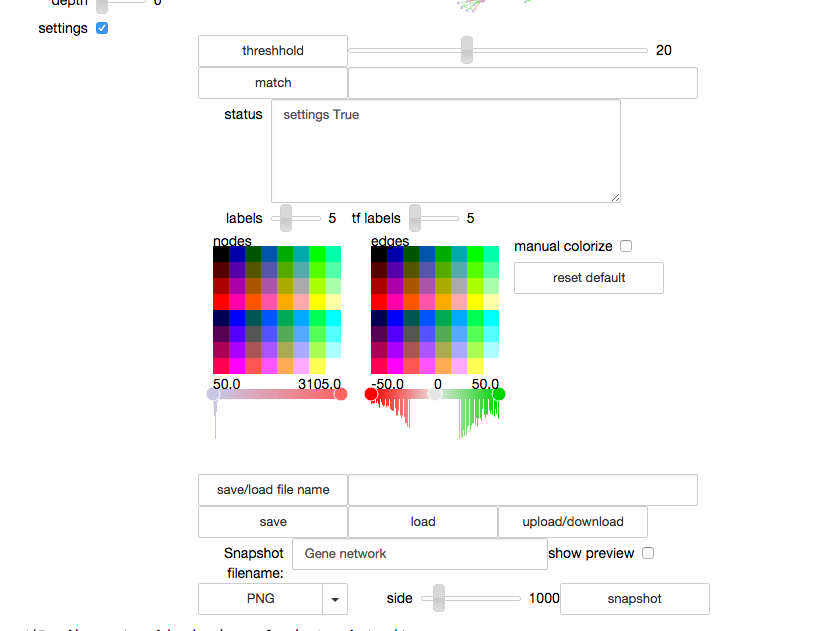 depth 0
settings
threshhold 20
match
status settings True
labels 5 tf labels 5
nodes edges manual colorize
reset default
50.0 3105.0 -50.0 0 50.0
save/load file name
save load upload/download
Snapshot filename: Gene network show preview
PNG side 1000 snapshot